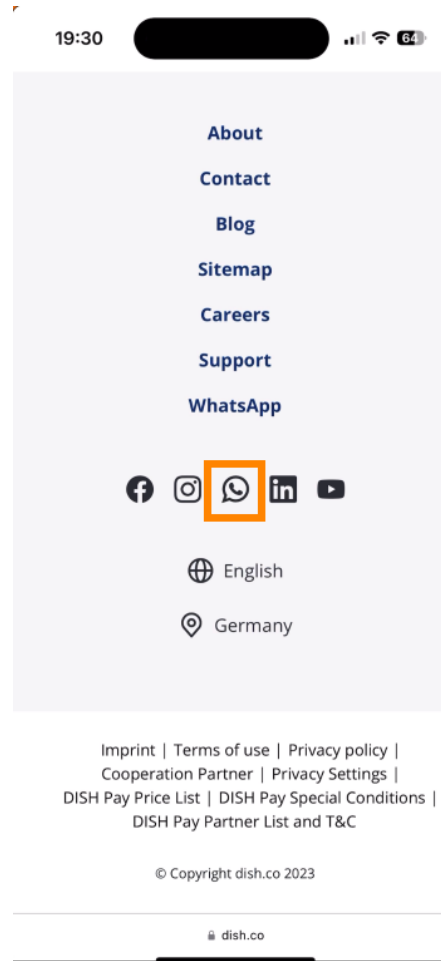 19:30
64
About
Contact
Blog
Sitemap
Careers
Support
WhatsApp
in
English
Germany
Imprint | Terms of use | Privacy policy |
Cooperation Partner | Privacy Settings |
DISH Pay Price List | DISH Pay Special Conditions |
DISH Pay Partner List and T&C
© Copyright dish.co 2023
dish.co